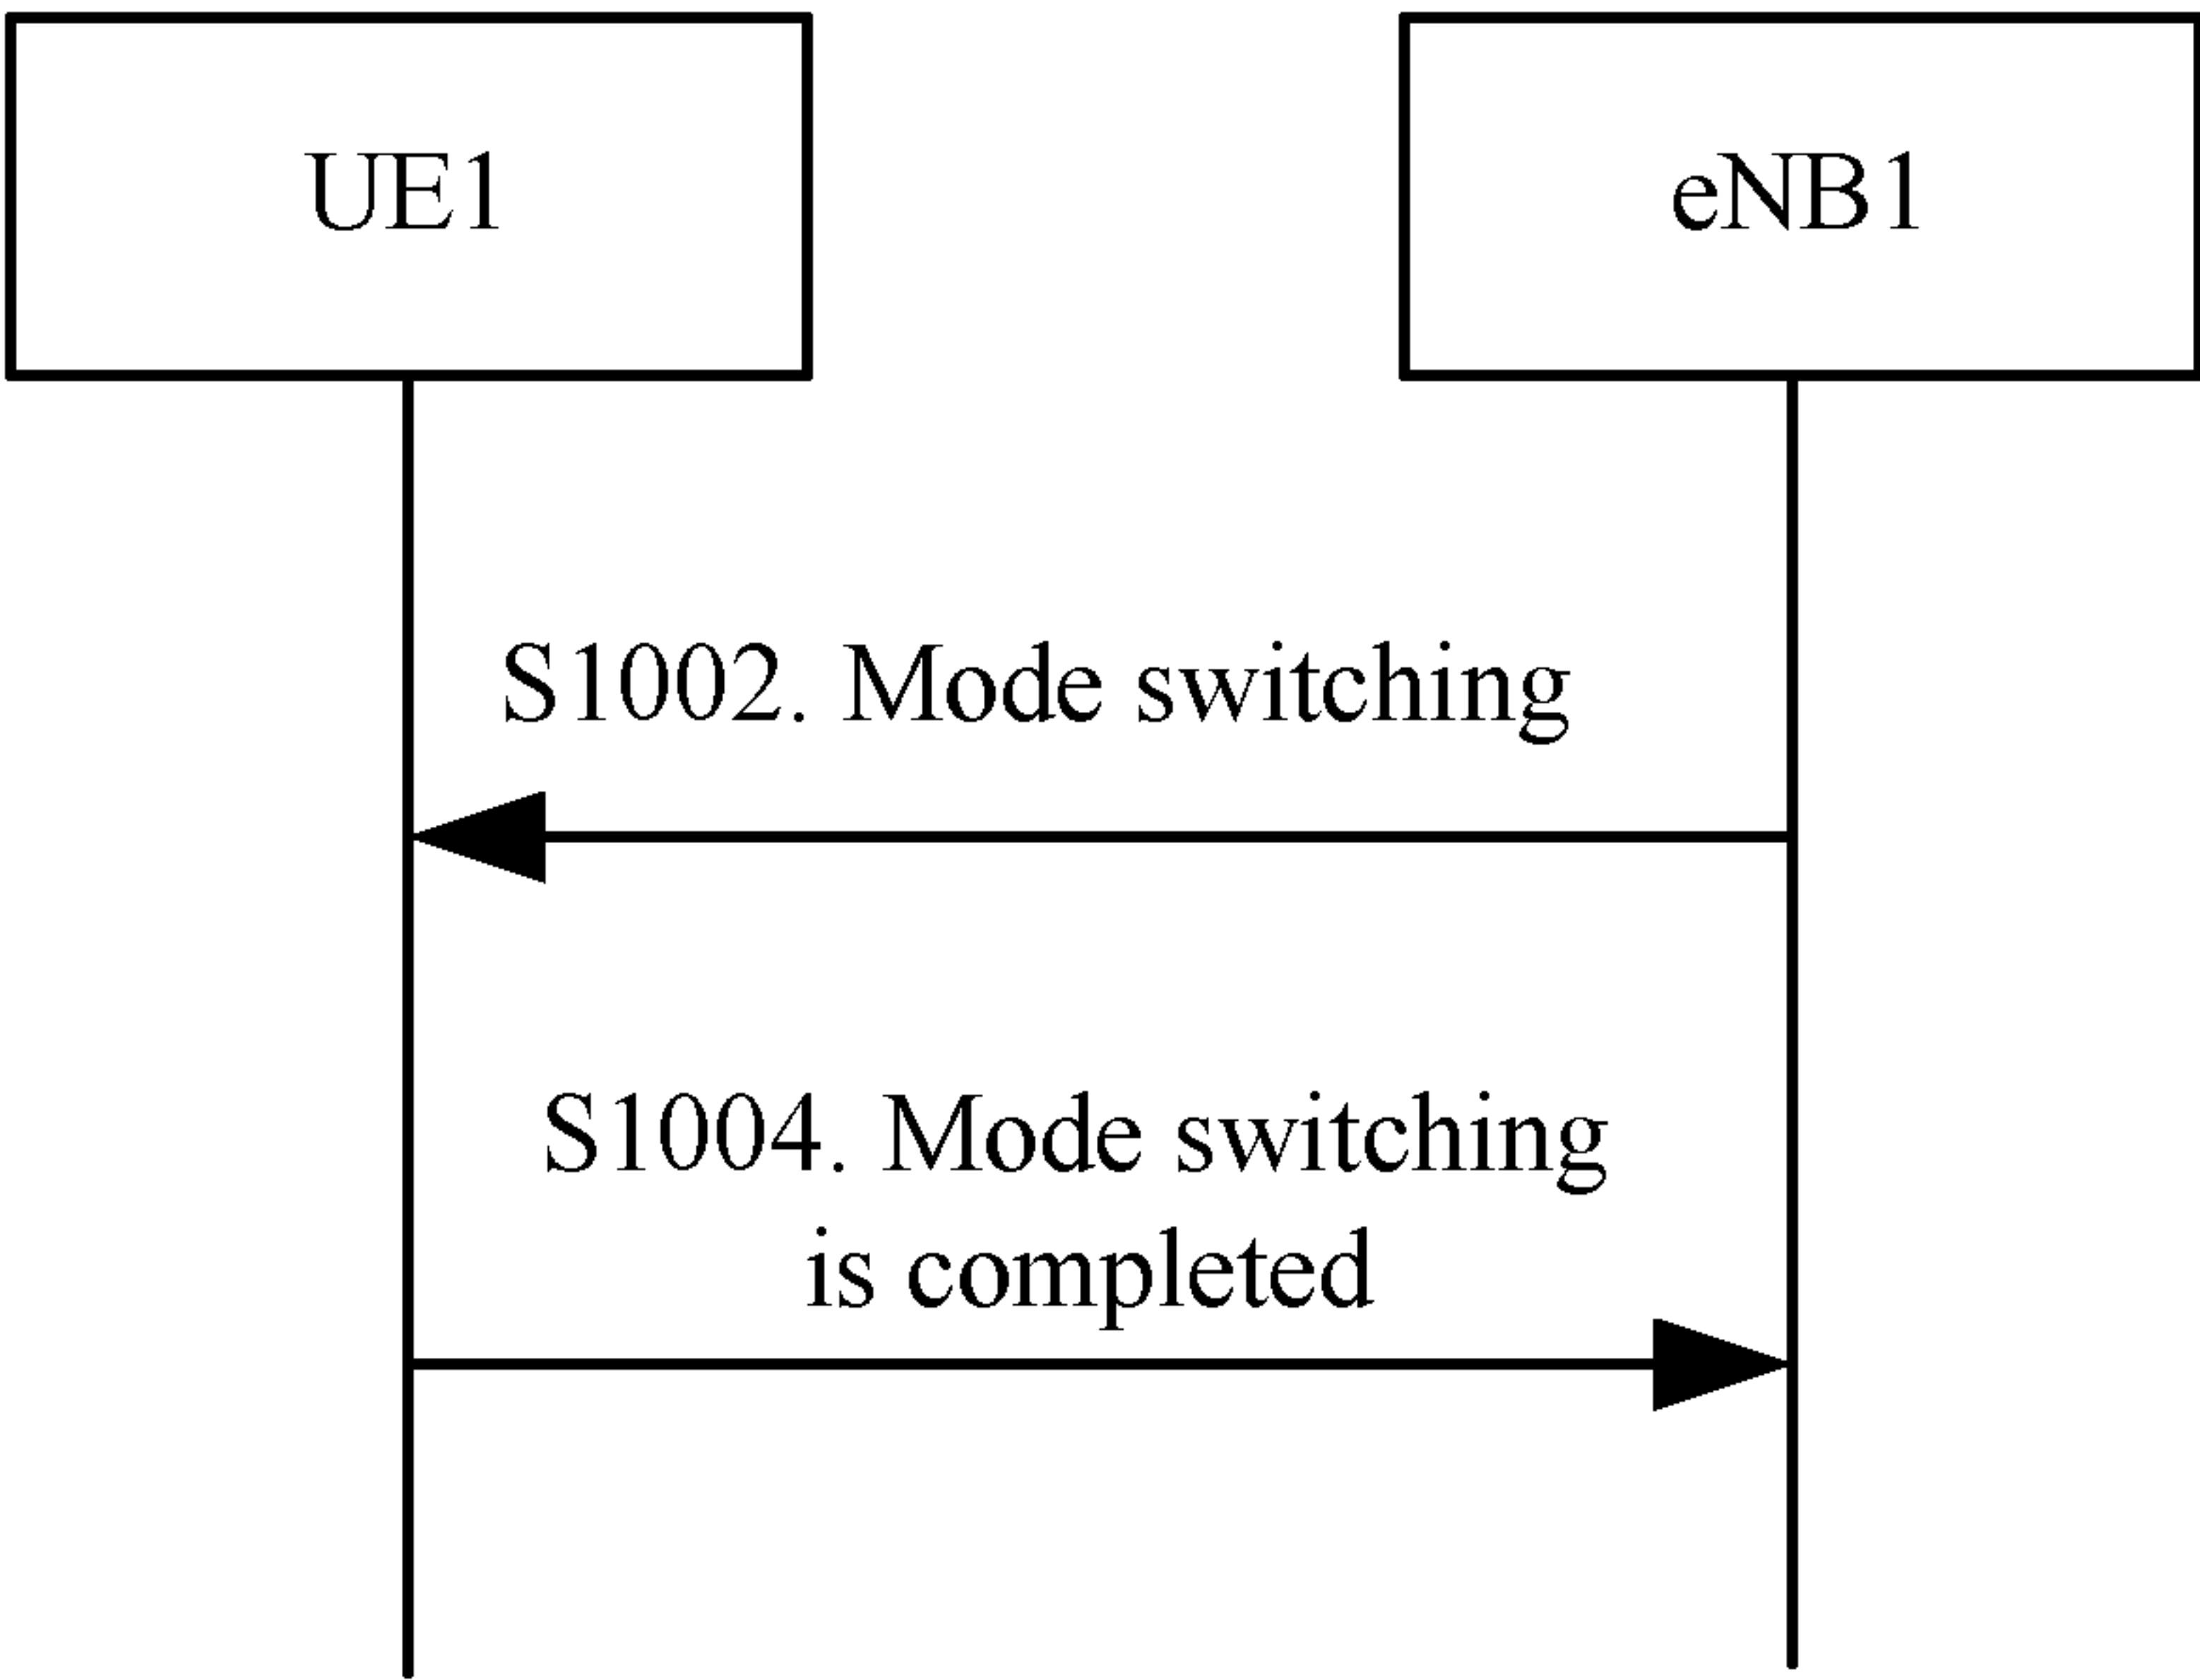 UE1
eNB1
S1002. Mode switching
S1004. Mode switching
is completed